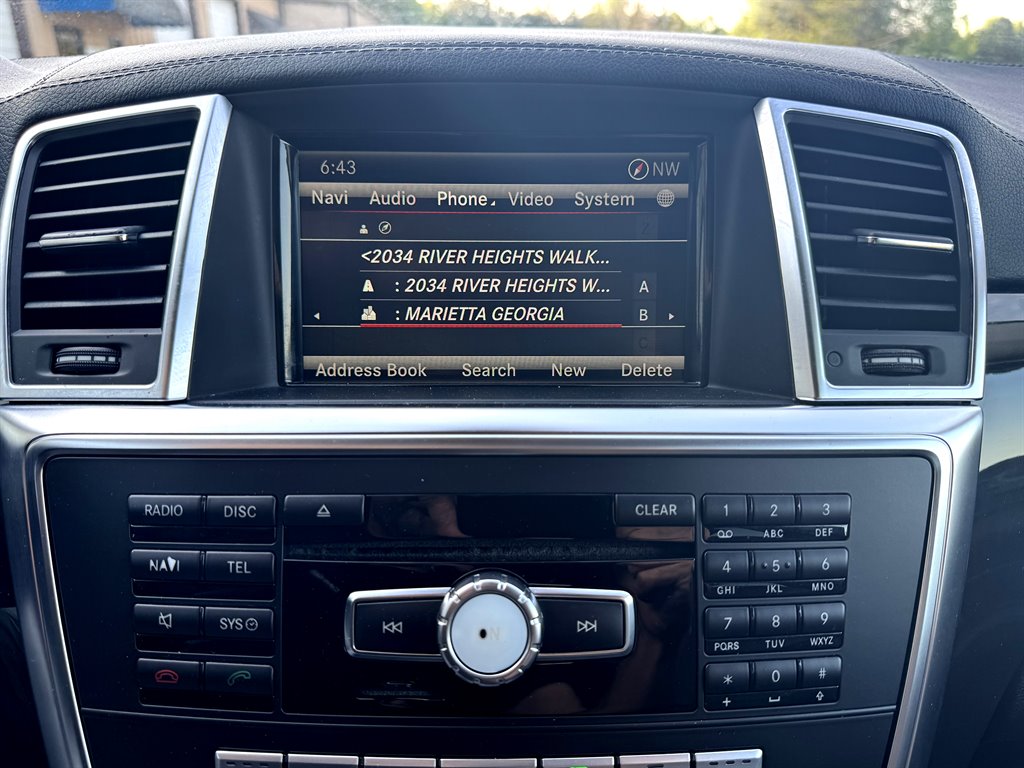 6:43 NW
Navi Audio Phone Video System
Z
<2034 RIVER HEIGHTS WALK...
A : 2034 RIVER HEIGHTS W... A
: MARIETTA GEORGIA B
C
Address Book Search New Delete
RADIO DISC CLEAR 1 2 3
ABC DEF
NAVI TEL 4 5 6
GHI JKL MNO
SYS 7 8 9
PQRS TUV WXYZ
* 0 #
+